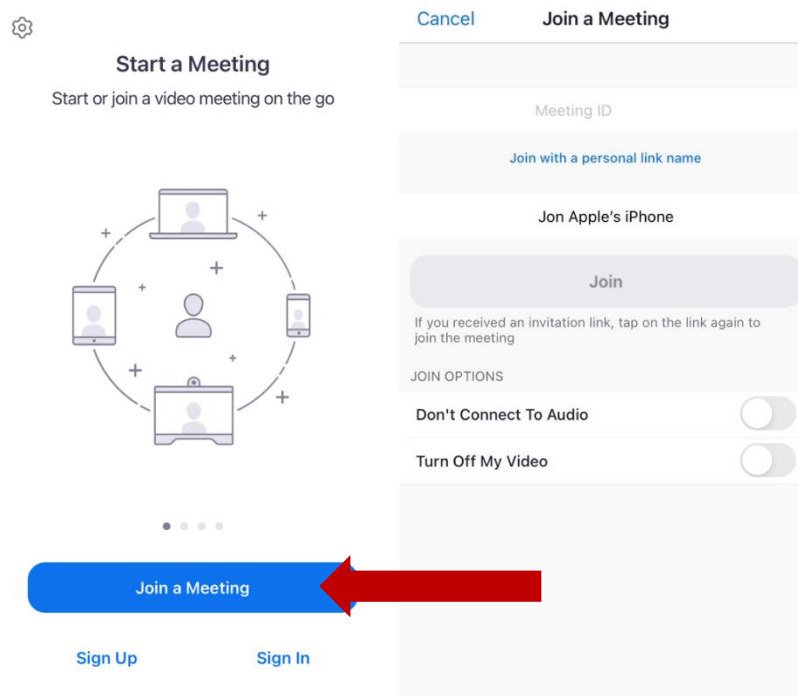 Start a Meeting
Start or join a video meeting on the go
Join a Meeting
Sign Up Sign In
Cancel Join a Meeting
Meeting ID
Join with a personal link name
Jon Apple's iPhone
Join
If you received an invitation link, tap on the link again to
join the meeting
JOIN OPTIONS
Don't Connect To Audio
Turn Off My Video